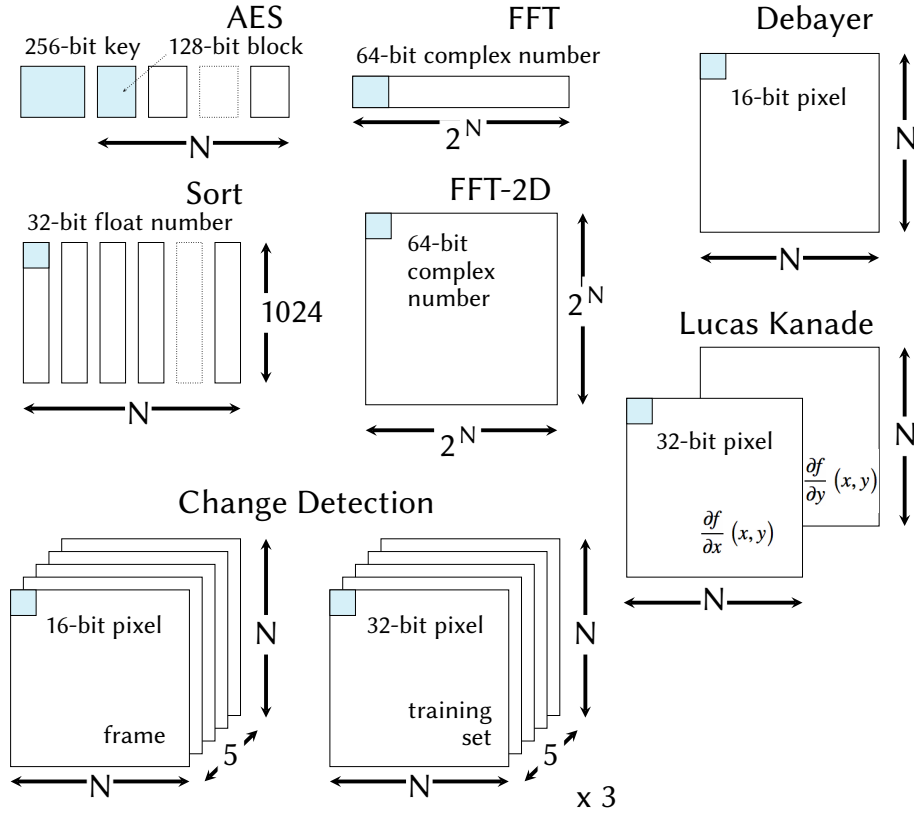 AES
256-bit key
128-bit block
N
FFT
64-bit complex number
2^N
Debayer
16-bit pixel
N
N
Sort
32-bit float number
1024
N
FFT-2D
64-bit
complex
number
2^N
2^N
Lucas Kanade
32-bit pixel
∂f/∂y (x, y)
∂f/∂x (x, y)
N
N
Change Detection
16-bit pixel
frame
N
5
N
32-bit pixel
training
set
N
5
N
x 3